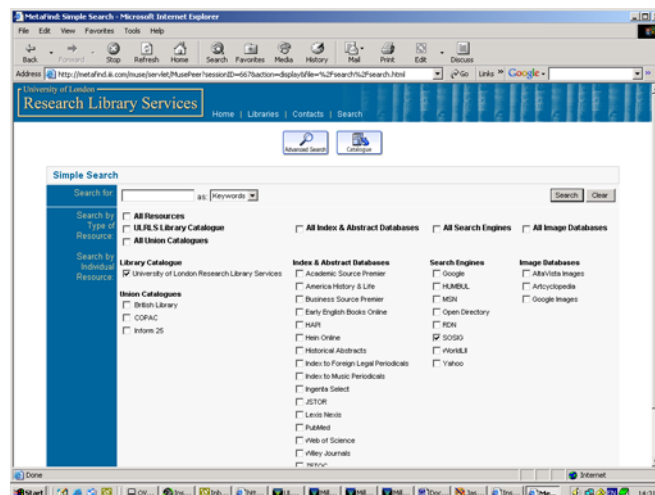 MetaFind: Simple Search - Microsoft Internet Explorer
File Edit View Favorites Tools Help
Back Forward Stop Refresh Home Search Favorites Media History Mail Print Edit Discuss
Address http://metafind.iii.com/muse/servlet/MusePeer?sessionID=667&action=display&file=%2Fsearch%2Fsearch.html Go Links » Google -
University of London
Research Library Services
Home | Libraries | Contacts | Search
Advanced Search Catalogue
Simple Search
Search for as: Keywords Search Clear
Search by Type of Resource:
All Resources
ULRLS Library Catalogue All Index & Abstract Databases All Search Engines All Image Databases
All Union Catalogues
Search by Individual Resource:
Library Catalogue
University of London Research Library Services
Union Catalogues
British Library
COPAC
Inform 25
Index & Abstract Databases
Academic Source Premier
America History & Life
Business Source Premier
Early English Books Online
HAPI
Hein Online
Historical Abstracts
Index to Foreign Legal Periodicals
Index to Music Periodicals
Ingenta Select
JSTOR
Lexis Nexis
PubMed
Web of Science
Wiley Journals
ZETOC
Search Engines
Google
HUMBUL
MSN
Open Directory
RDN
SOSIG
WorldLII
Yahoo
Image Databases
AltaVista Images
Artcyclopedia
Google Images
Done Internet
Start